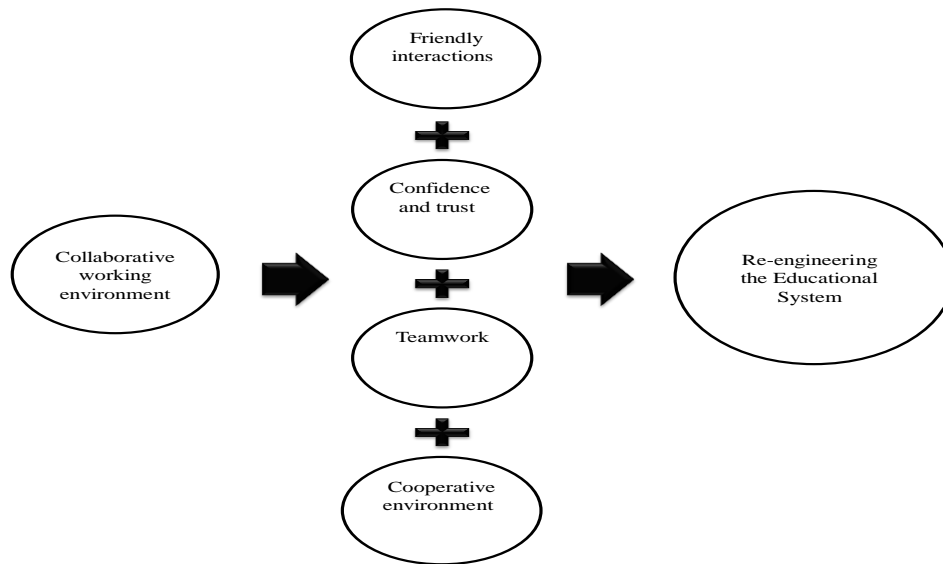 Friendly
interactions
Confidence
and trust
Collaborative
working
environment
Re-engineering
the Educational
System
Teamwork
Cooperative
environment